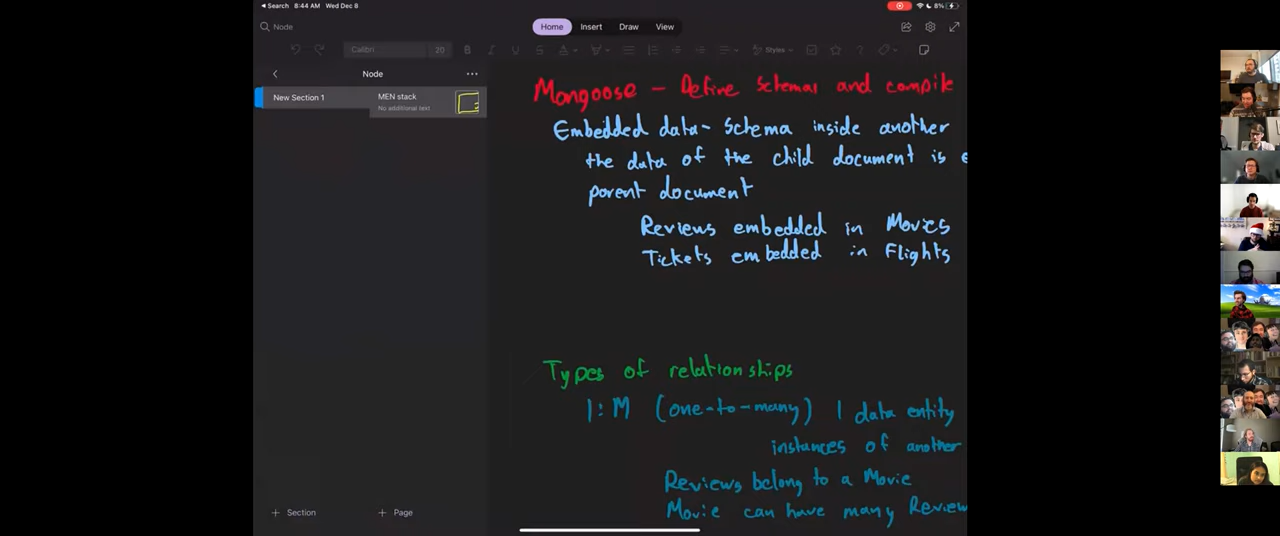 Search 8:44 AM Wed Dec 8
8%
Node
Home Insert Draw View
Calibri 20 B I U S A Styles ?
Node
New Section 1
MEN stack
No additional text
Mongoose - Define schemas and compile
Embedded data - Schema inside another
the data of the child document is e
parent document
Reviews embedded in Movies
Tickets embedded in Flights
Types of relationships
1:M (one-to-many) 1 data entity
instances of another
Reviews belong to a Movie
Movie can have many Review
+ Section + Page